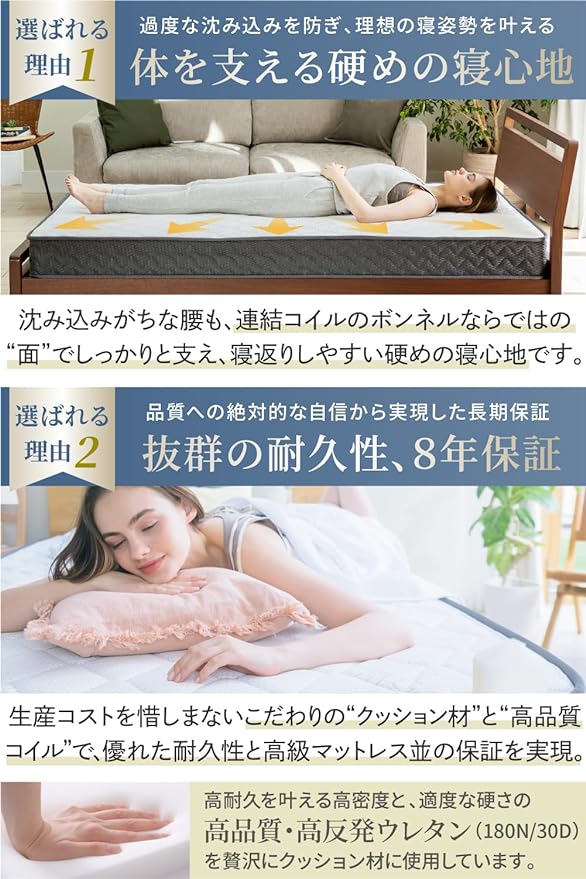 選ばれる
理由1
過度な沈み込みを防ぎ、理想の寝姿勢を叶える
体を支える硬めの寝心地
沈み込みがちな腰も、連結コイルのボンネルならではの
“面”でしっかりと支え、寝返りしやすい硬めの寝心地です。
選ばれる
理由2
品質への絶対的な自信から実現した長期保証
抜群の耐久性、8年保証
生産コストを惜しまないこだわりの“クッション材”と“高品質
コイル”で、優れた耐久性と高級マットレス並の保証を実現。
高耐久を叶える高密度と、適度な硬さの
高品質・高反発ウレタン(180N/30D)
を贅沢にクッション材に使用しています。